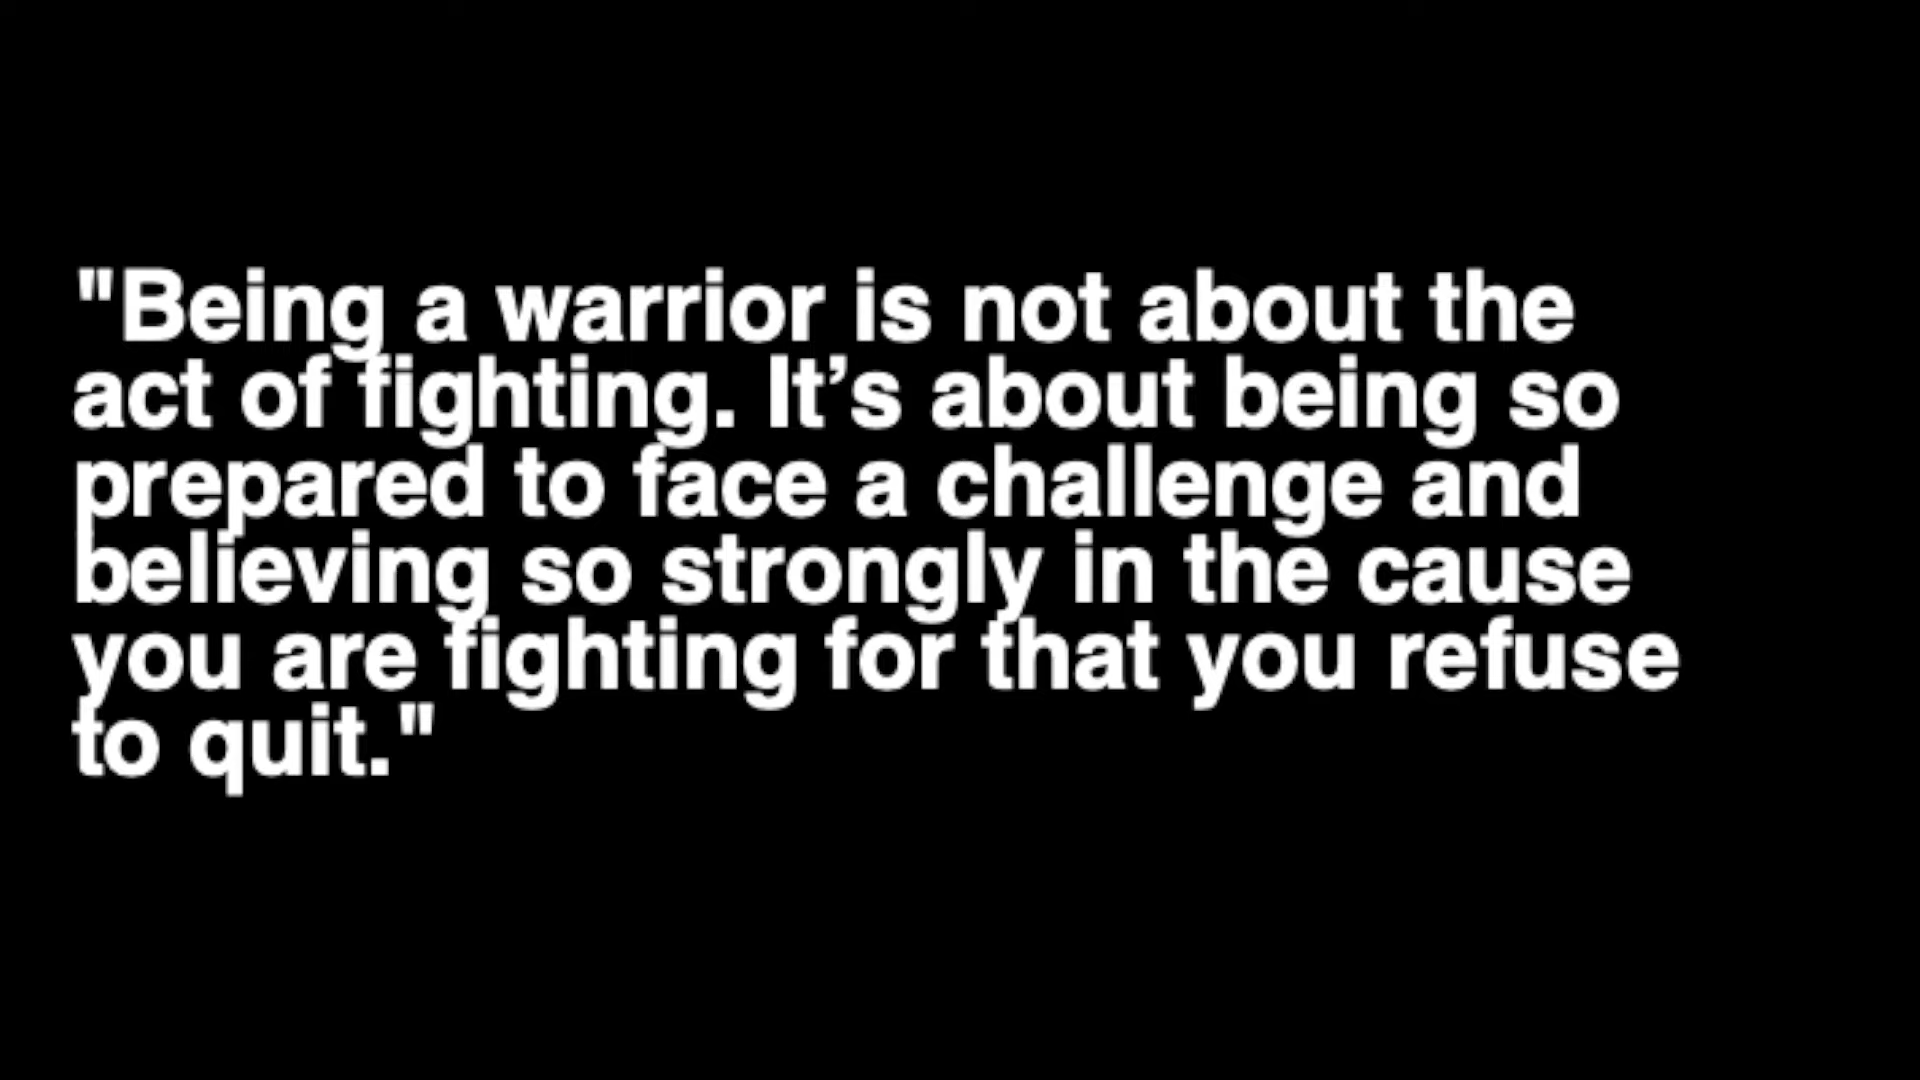 "Being a warrior is not about the
act of fighting. It’s about being so
prepared to face a challenge and
believing so strongly in the cause
you are fighting for that you refuse
to quit."